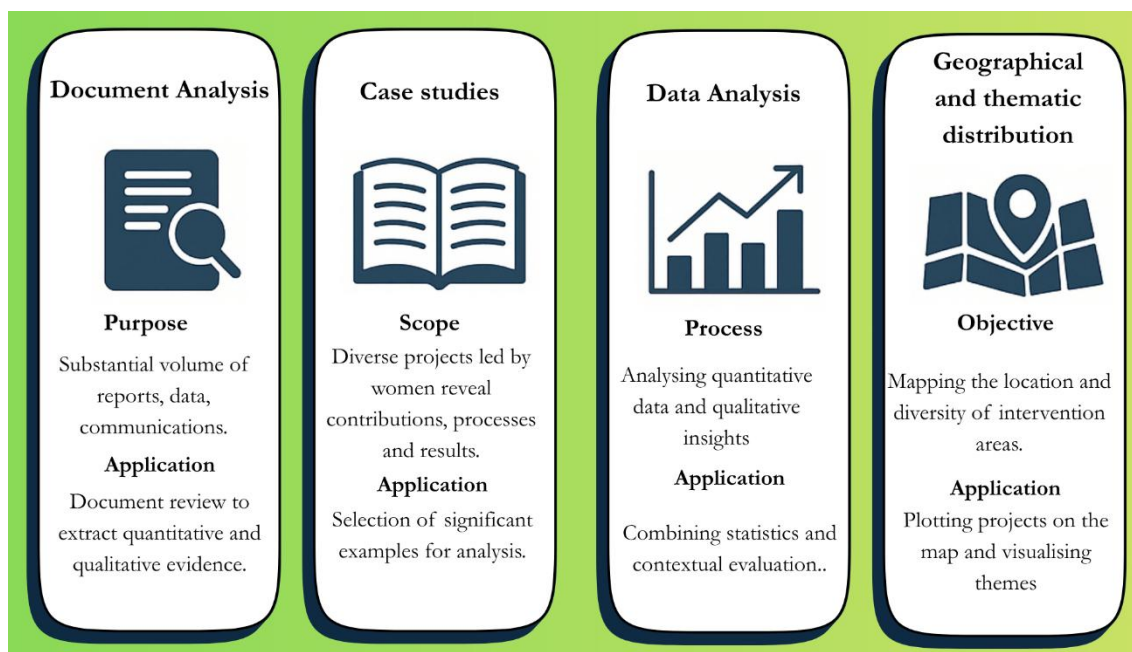 Document Analysis
Purpose
Substantial volume of
reports, data,
communications.
Application
Document review to
extract quantitative and
qualitative evidence.
Case studies
Scope
Diverse projects led by
women reveal
contributions, processes
and results.
Application
Selection of significant
examples for analysis.
Data Analysis
Process
Analysing quantitative
data and qualitative
insights
Application
Combining statistics and
contextual evaluation..
Geographical
and thematic
distribution
Objective
Mapping the location and
diversity of intervention
areas.
Application
Plotting projects on the
map and visualising
themes